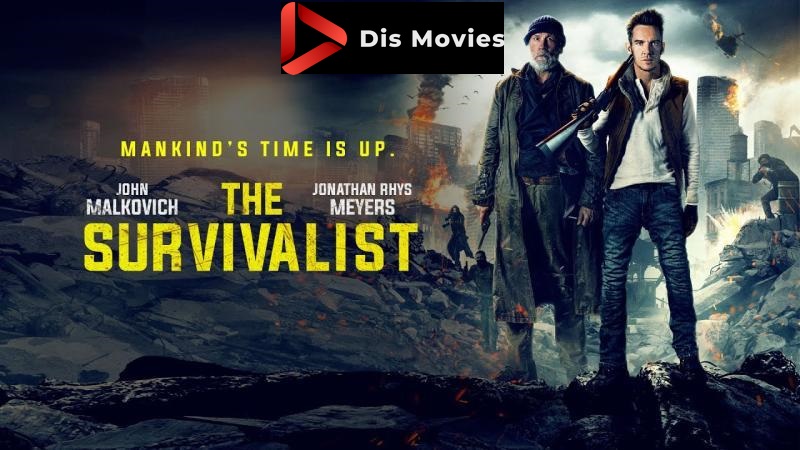 Dis Movies
MANKIND'S TIME IS UP.
JOHN
MALKOVICH
THE
JONATHAN RHYS
MEYERS
SURVIVALIST